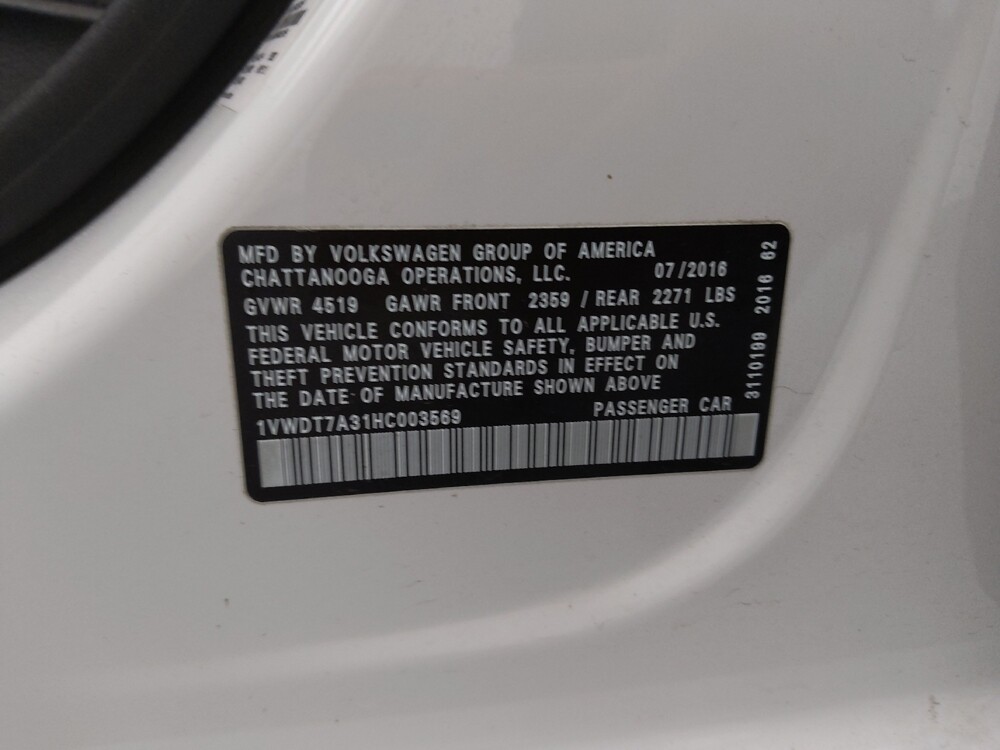 MFD BY VOLKSWAGEN GROUP OF AMERICA
CHATTANOOGA OPERATIONS, LLC. 07/2016
GVWR 4519 GAWR FRONT 2359 / REAR 2271 LBS
THIS VEHICLE CONFORMS TO ALL APPLICABLE U.S.
FEDERAL MOTOR VEHICLE SAFETY, BUMPER AND
THEFT PREVENTION STANDARDS IN EFFECT ON
THE DATE OF MANUFACTURE SHOWN ABOVE
1VWDT7A31HC003569 PASSENGER CAR
3110199 2016 62